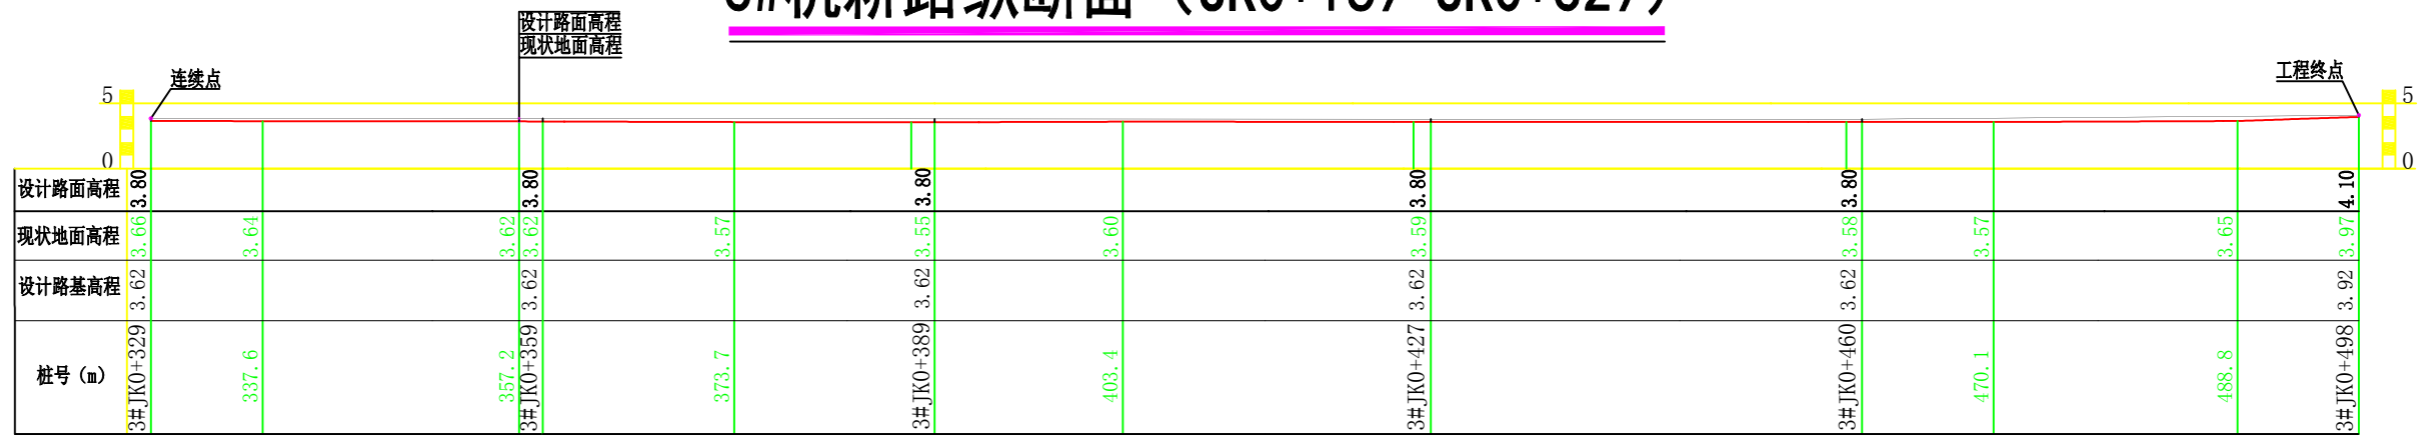 设计路面高程
现状地面高程
连续点
工程终点
5
5
0
0
设计路面高程 3.80 3.80 3.80 3.80 3.80 4.10
现状地面高程 3.66 3.64 3.62 3.62 3.57 3.55 3.60 3.59 3.58 3.57 3.65 3.97
设计路基高程 3.62 3.62 3.62 3.62 3.62 3.92
桩号（m） 3#JK0+329 337.6 357.2 3#JK0+359 373.7 3#JK0+389 403.4 3#JK0+427 3#JK0+460 470.1 488.8 3#JK0+498